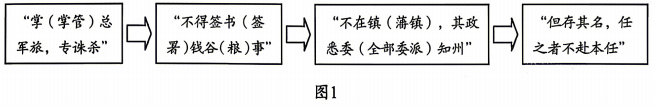 “掌（掌管）总
军旅，专诛杀”
“不得签书（签
署）钱谷（粮）事”
“不在镇（藩镇），其政
悉委（全部委派）知州”
“但存其名，任
之者不赴本任”
图1